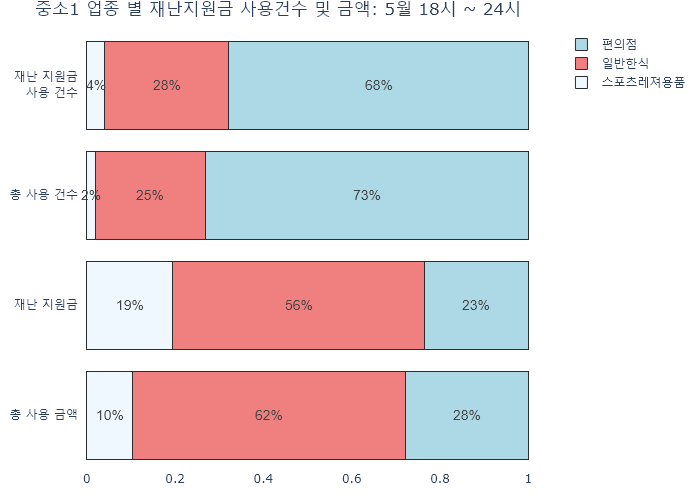 중소1 업종 별 재난지원금 사용건수 및 금액: 5월 18시 ~ 24시
편의점
일반한식
스포츠레져용품
재난 지원금
사용 건수
4%
28%
68%
총 사용 건수
2%
25%
73%
재난 지원금
19%
56%
23%
총 사용 금액
10%
62%
28%
0
0.2
0.4
0.6
0.8
1